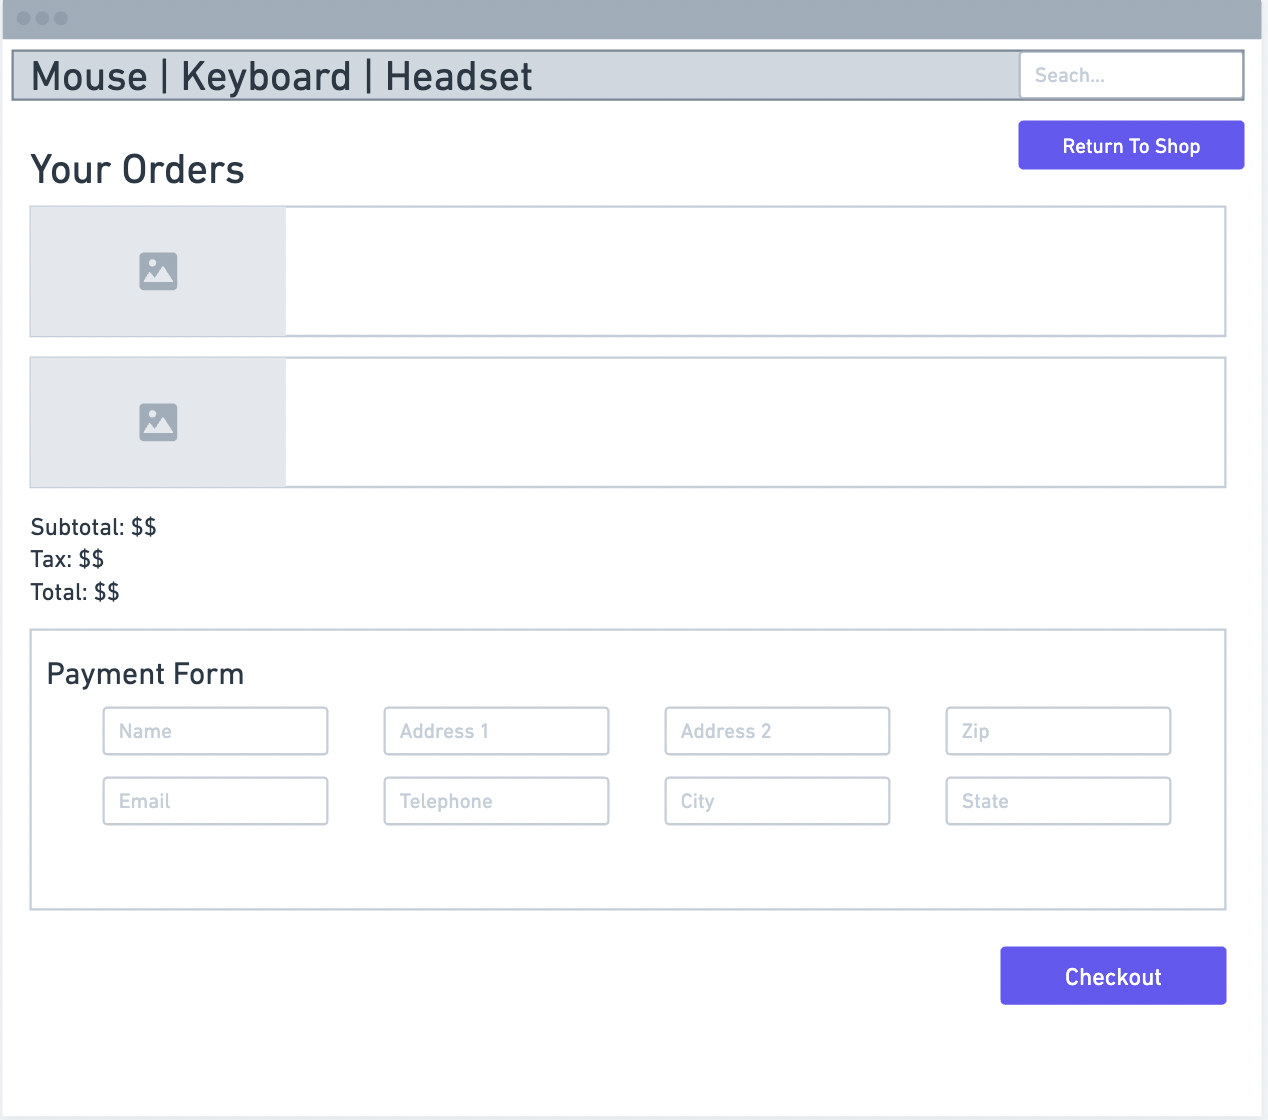 Mouse | Keyboard | Headset
Seach...
Return To Shop
Your Orders
Subtotal: $$
Tax: $$
Total: $$
Payment Form
Name
Address 1
Address 2
Zip
Email
Telephone
City
State
Checkout